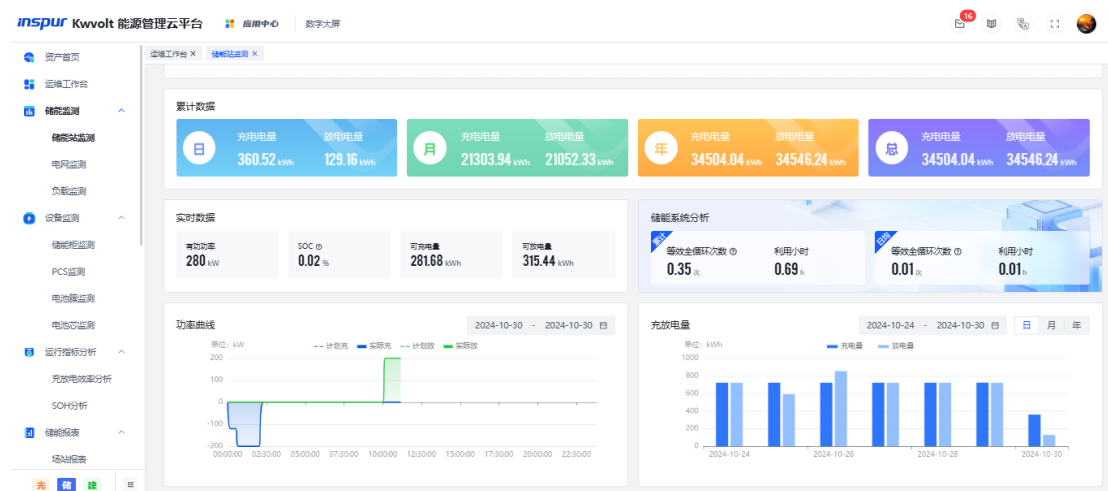 inspur Kwvolt 能源管理云平台 应用中心 数字大屏 16
资产首页
运维工作台
储能监测
储能站监测
电网监测
负载监测
设备监测
储能柜监测
PCS监测
电池簇监测
电池芯监测
运行指标分析
充放电效率分析
SOH分析
储能报表
场站报表
光 储 建
运维工作台 × 储能站监测 ×
累计数据
日 充电电量 放电电量
360.52 kWh 129.16 kWh
月 充电电量 放电电量
21303.94 kWh 21052.33 kWh
年 充电电量 放电电量
34504.04 kWh 34546.24 kWh
总 充电电量 放电电量
34504.04 kWh 34546.24 kWh
实时数据
有功功率 SOC 可充电量 可放电量
280 kW 0.02 % 281.68 kWh 315.44 kWh
储能系统分析
累计 等效全循环次数 利用小时
0.35 次 0.69 h
日均 等效全循环次数 利用小时
0.01 次 0.01 h
功率曲线 2024-10-30 - 2024-10-30
单位: kW 计划充 实际充 计划放 实际放
200
100
0
-100
-200
00:00:00 02:30:00 05:00:00 07:30:00 10:00:00 12:30:00 15:00:00 17:30:00 20:00:00 22:30:00
充放电量 2024-10-24 - 2024-10-30 日 月 年
单位: kWh 充电量 放电量
1000
800
600
400
200
0
2024-10-24 2024-10-26 2024-10-28 2024-10-30